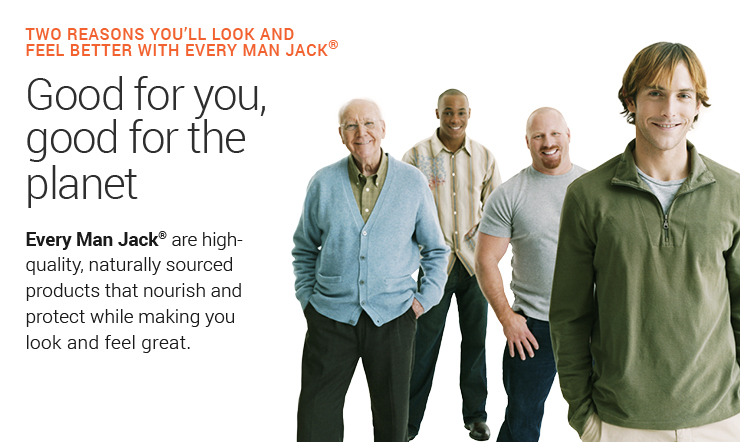 TWO REASONS YOU’LL LOOK AND
FEEL BETTER WITH EVERY MAN JACK®
Good for you,
good for the
planet
Every Man Jack® are high-
quality, naturally sourced
products that nourish and
protect while making you
look and feel great.